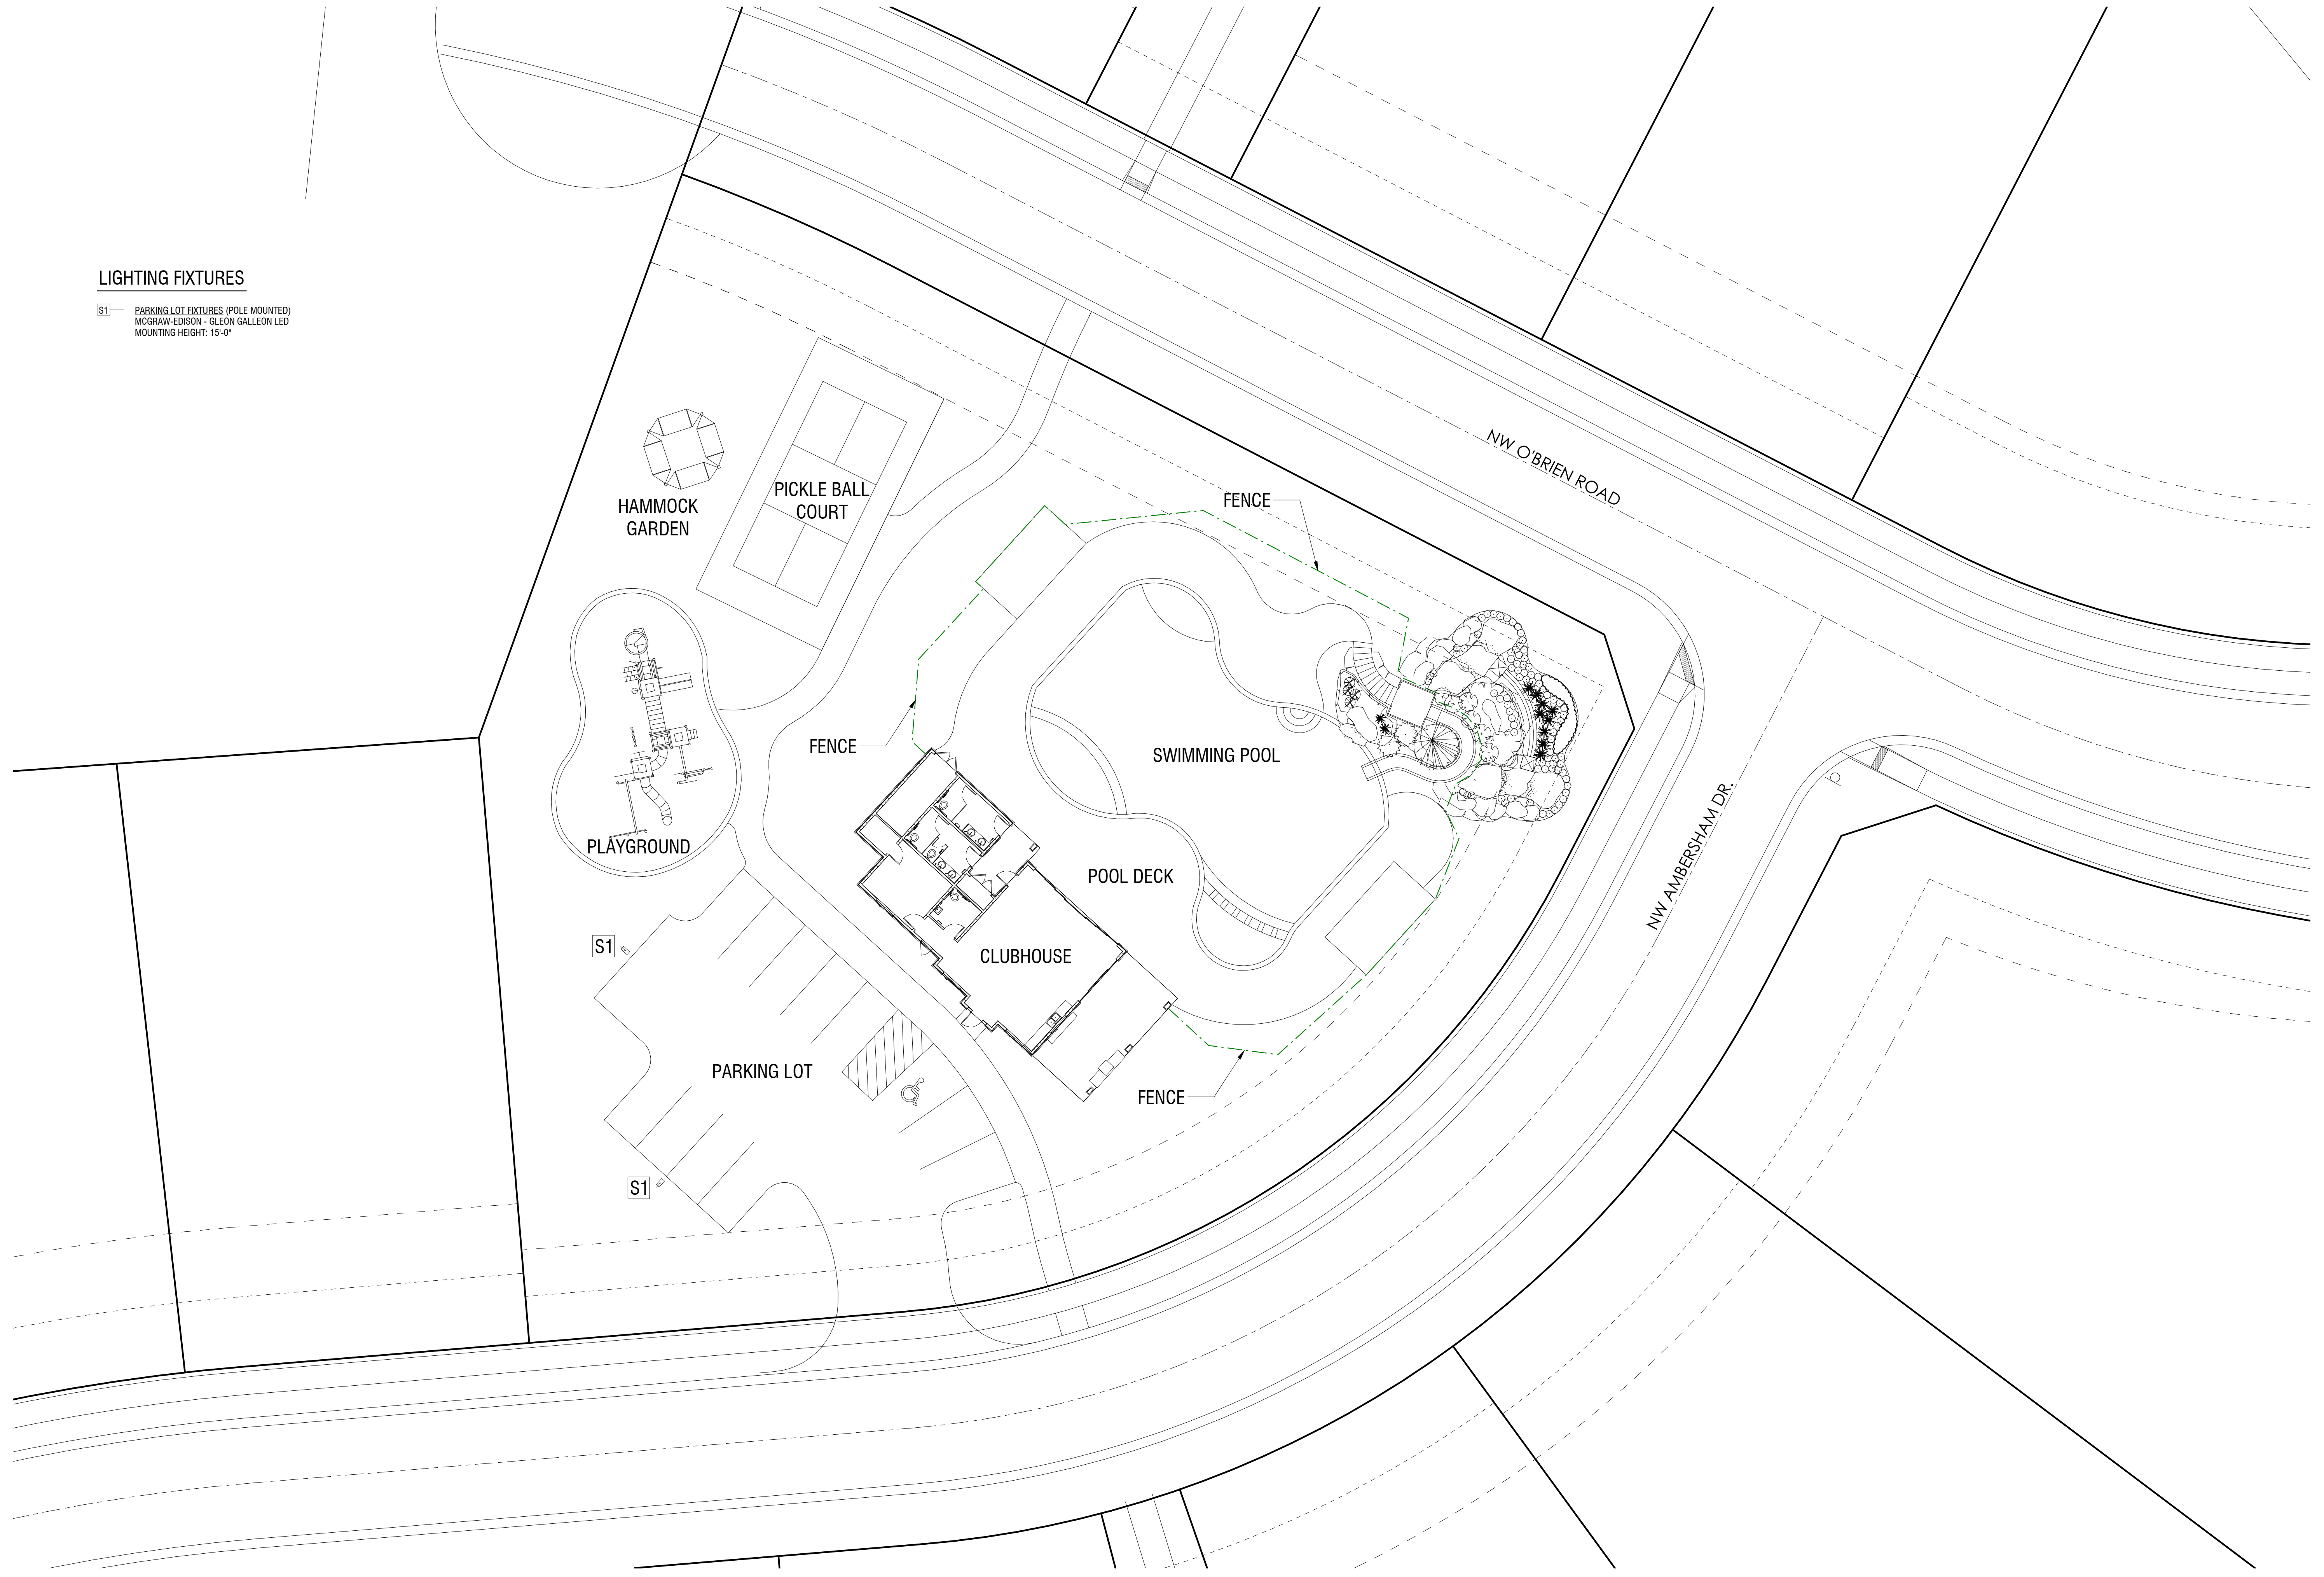 LIGHTING FIXTURES
S1 PARKING LOT FIXTURES (POLE MOUNTED)
MCGRAW-EDISON - GLEON GALLEON LED
MOUNTING HEIGHT: 15'-0"
NW O'BRIEN ROAD
HAMMOCK
GARDEN
PICKLE BALL
COURT
FENCE
FENCE
SWIMMING POOL
PLAYGROUND
POOL DECK
NW AMBERSHAM DR.
S1
CLUBHOUSE
PARKING LOT
FENCE
S1